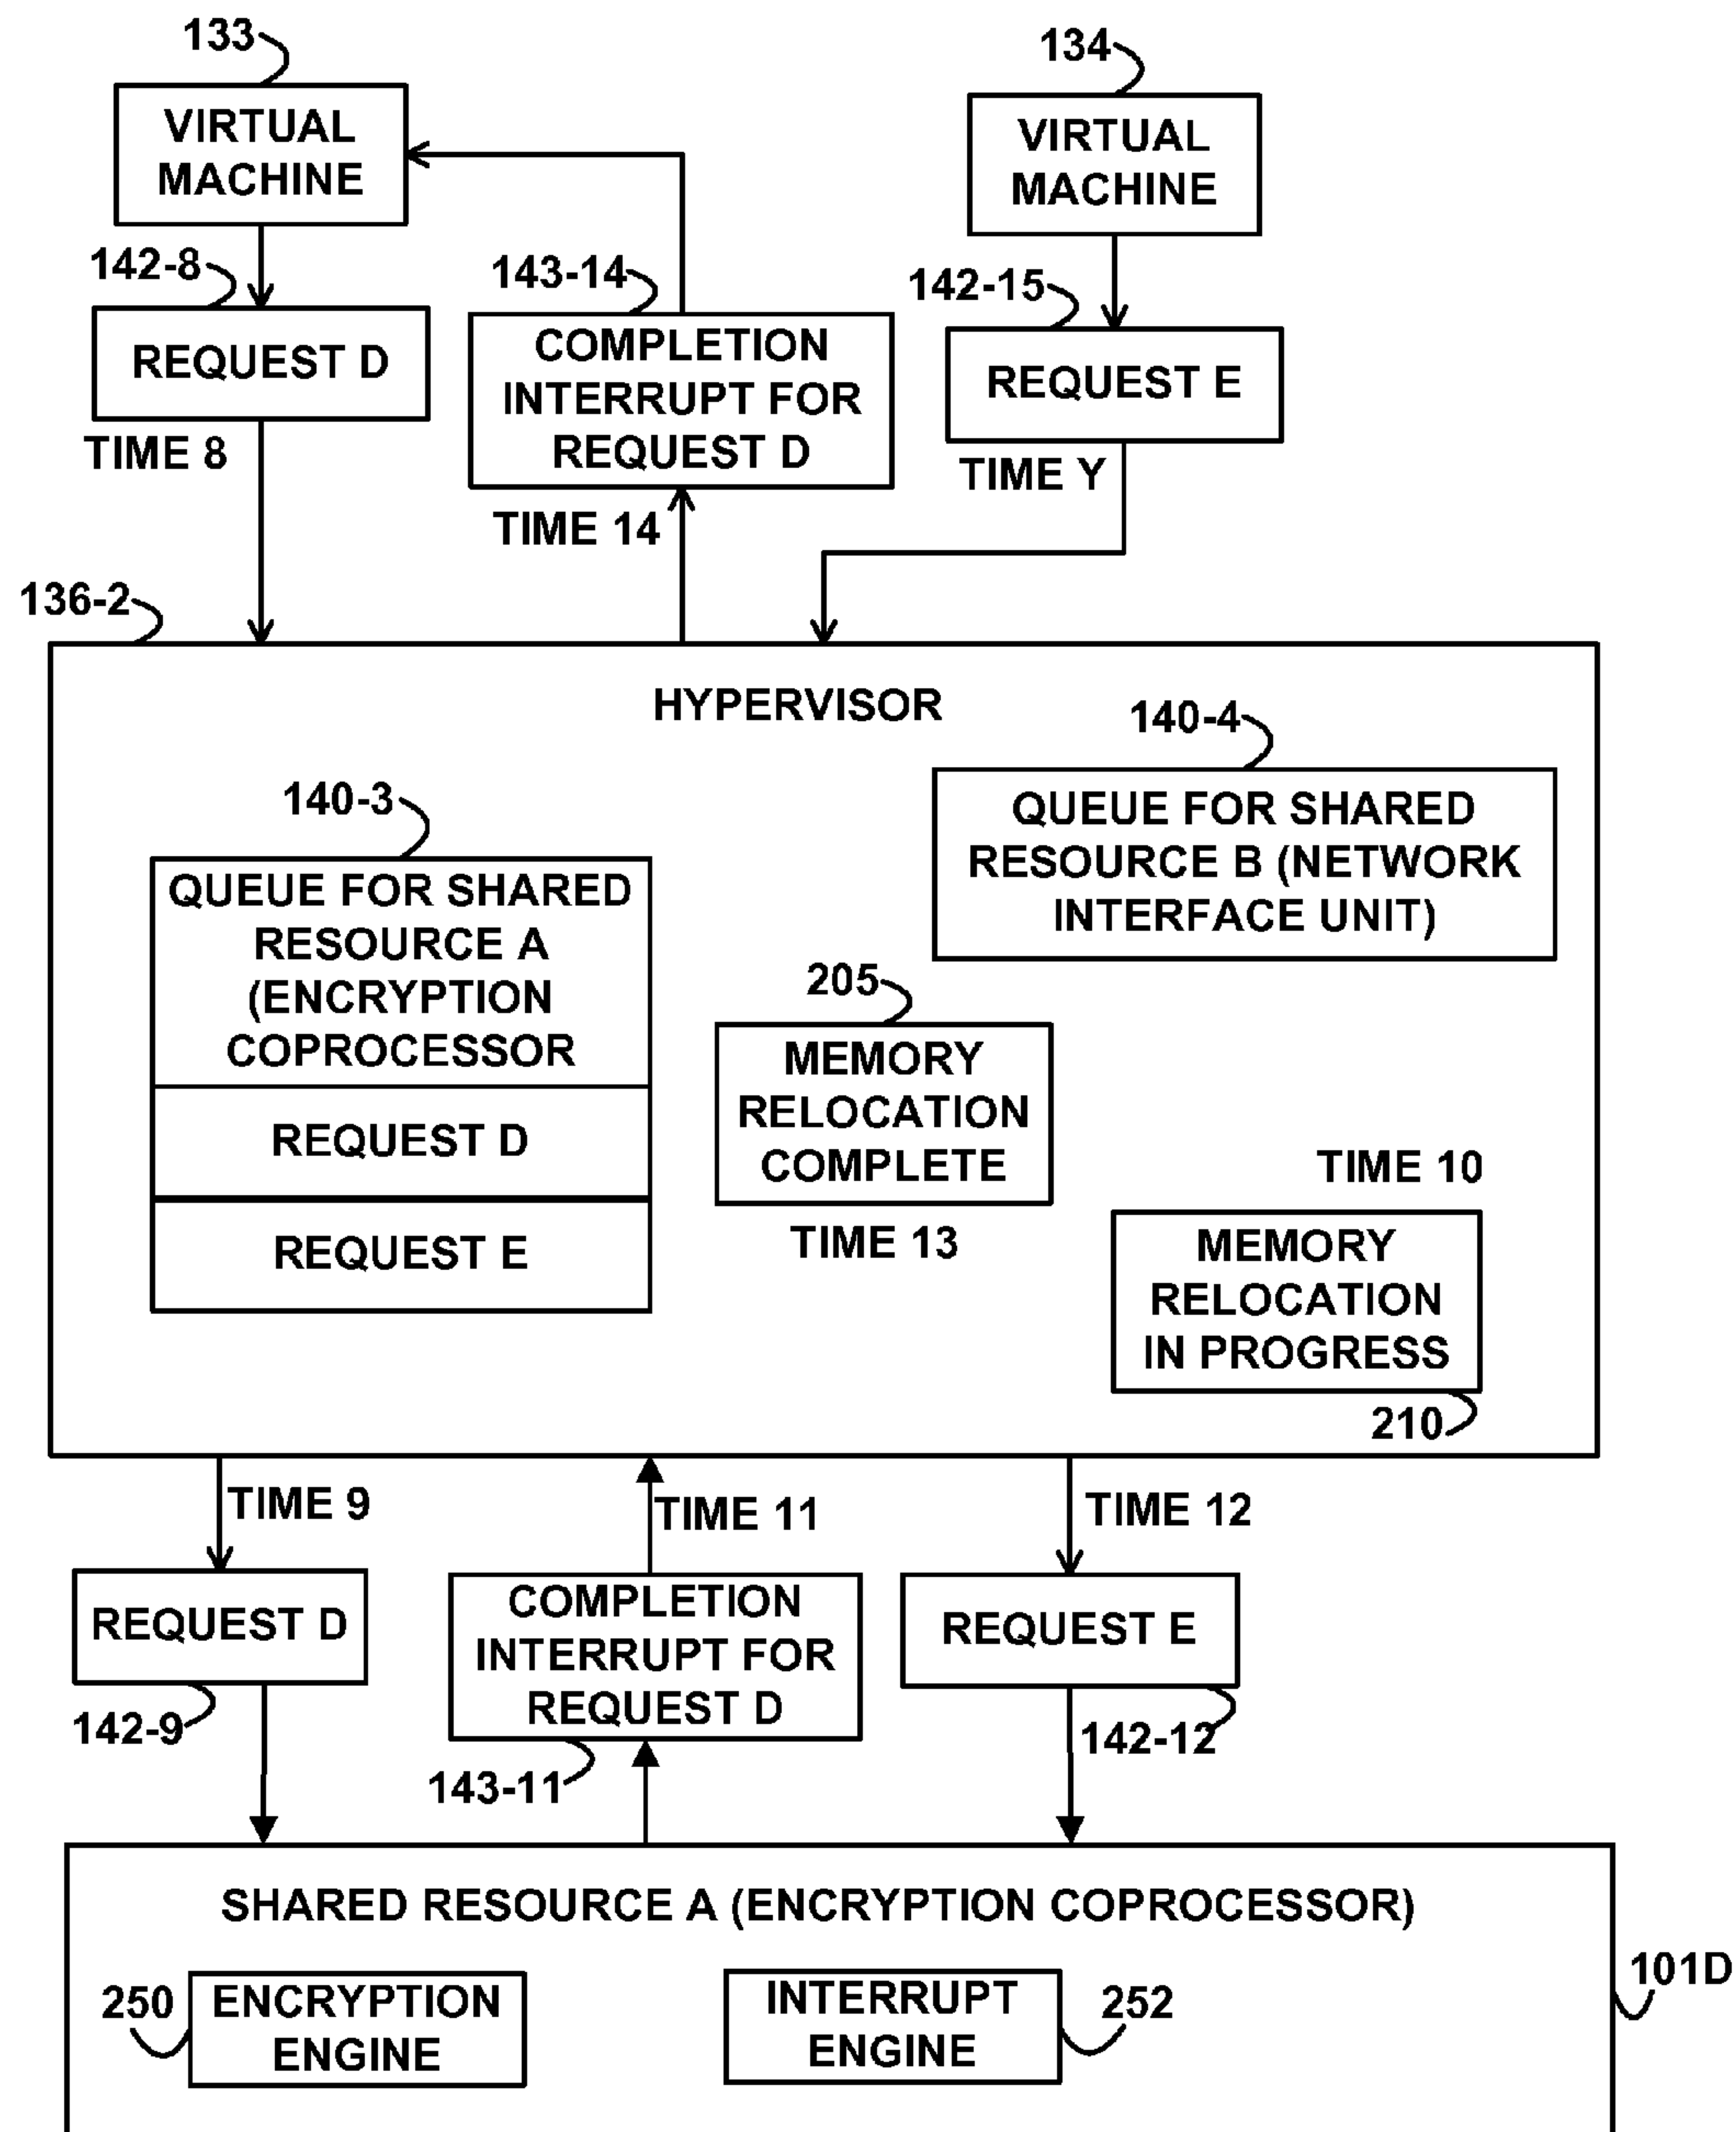 133
134
VIRTUAL
MACHINE
VIRTUAL
MACHINE
142-8
143-14
142-15
REQUEST D
COMPLETION
INTERRUPT FOR
REQUEST D
REQUEST E
TIME 8
TIME 14
TIME Y
136-2
HYPERVISOR
140-3
140-4
QUEUE FOR SHARED
RESOURCE B (NETWORK
INTERFACE UNIT)
QUEUE FOR SHARED
RESOURCE A
(ENCRYPTION
COPROCESSOR
REQUEST D
REQUEST E
205
MEMORY
RELOCATION
COMPLETE
TIME 13
TIME 10
MEMORY
RELOCATION
IN PROGRESS
210
TIME 9
TIME 11
TIME 12
REQUEST D
COMPLETION
INTERRUPT FOR
REQUEST D
REQUEST E
142-9
143-11
142-12
SHARED RESOURCE A (ENCRYPTION COPROCESSOR)
101D
250
ENCRYPTION
ENGINE
INTERRUPT
ENGINE
252